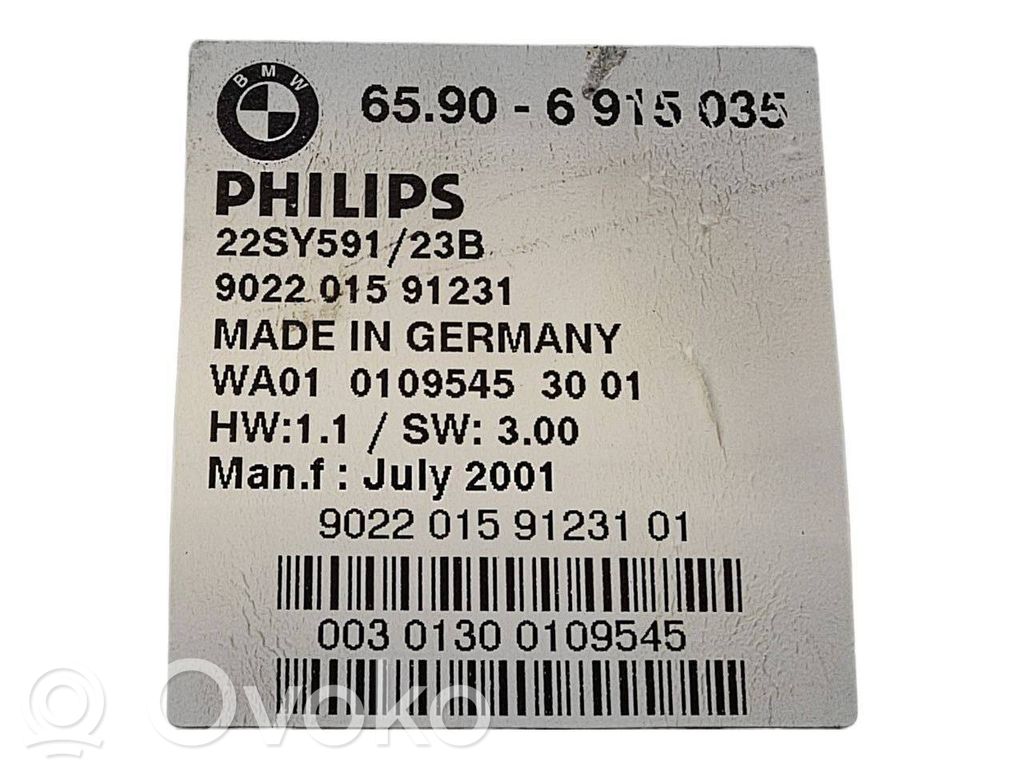 BMW 65.90 - 6 915 035
PHILIPS
22SY591/23B
9022 015 91231
MADE IN GERMANY
WA01 0109545 30 01
HW:1.1 / SW: 3.00
Man.f : July 2001
9022 015 91231 01
003 0130 0109545
Ovoko